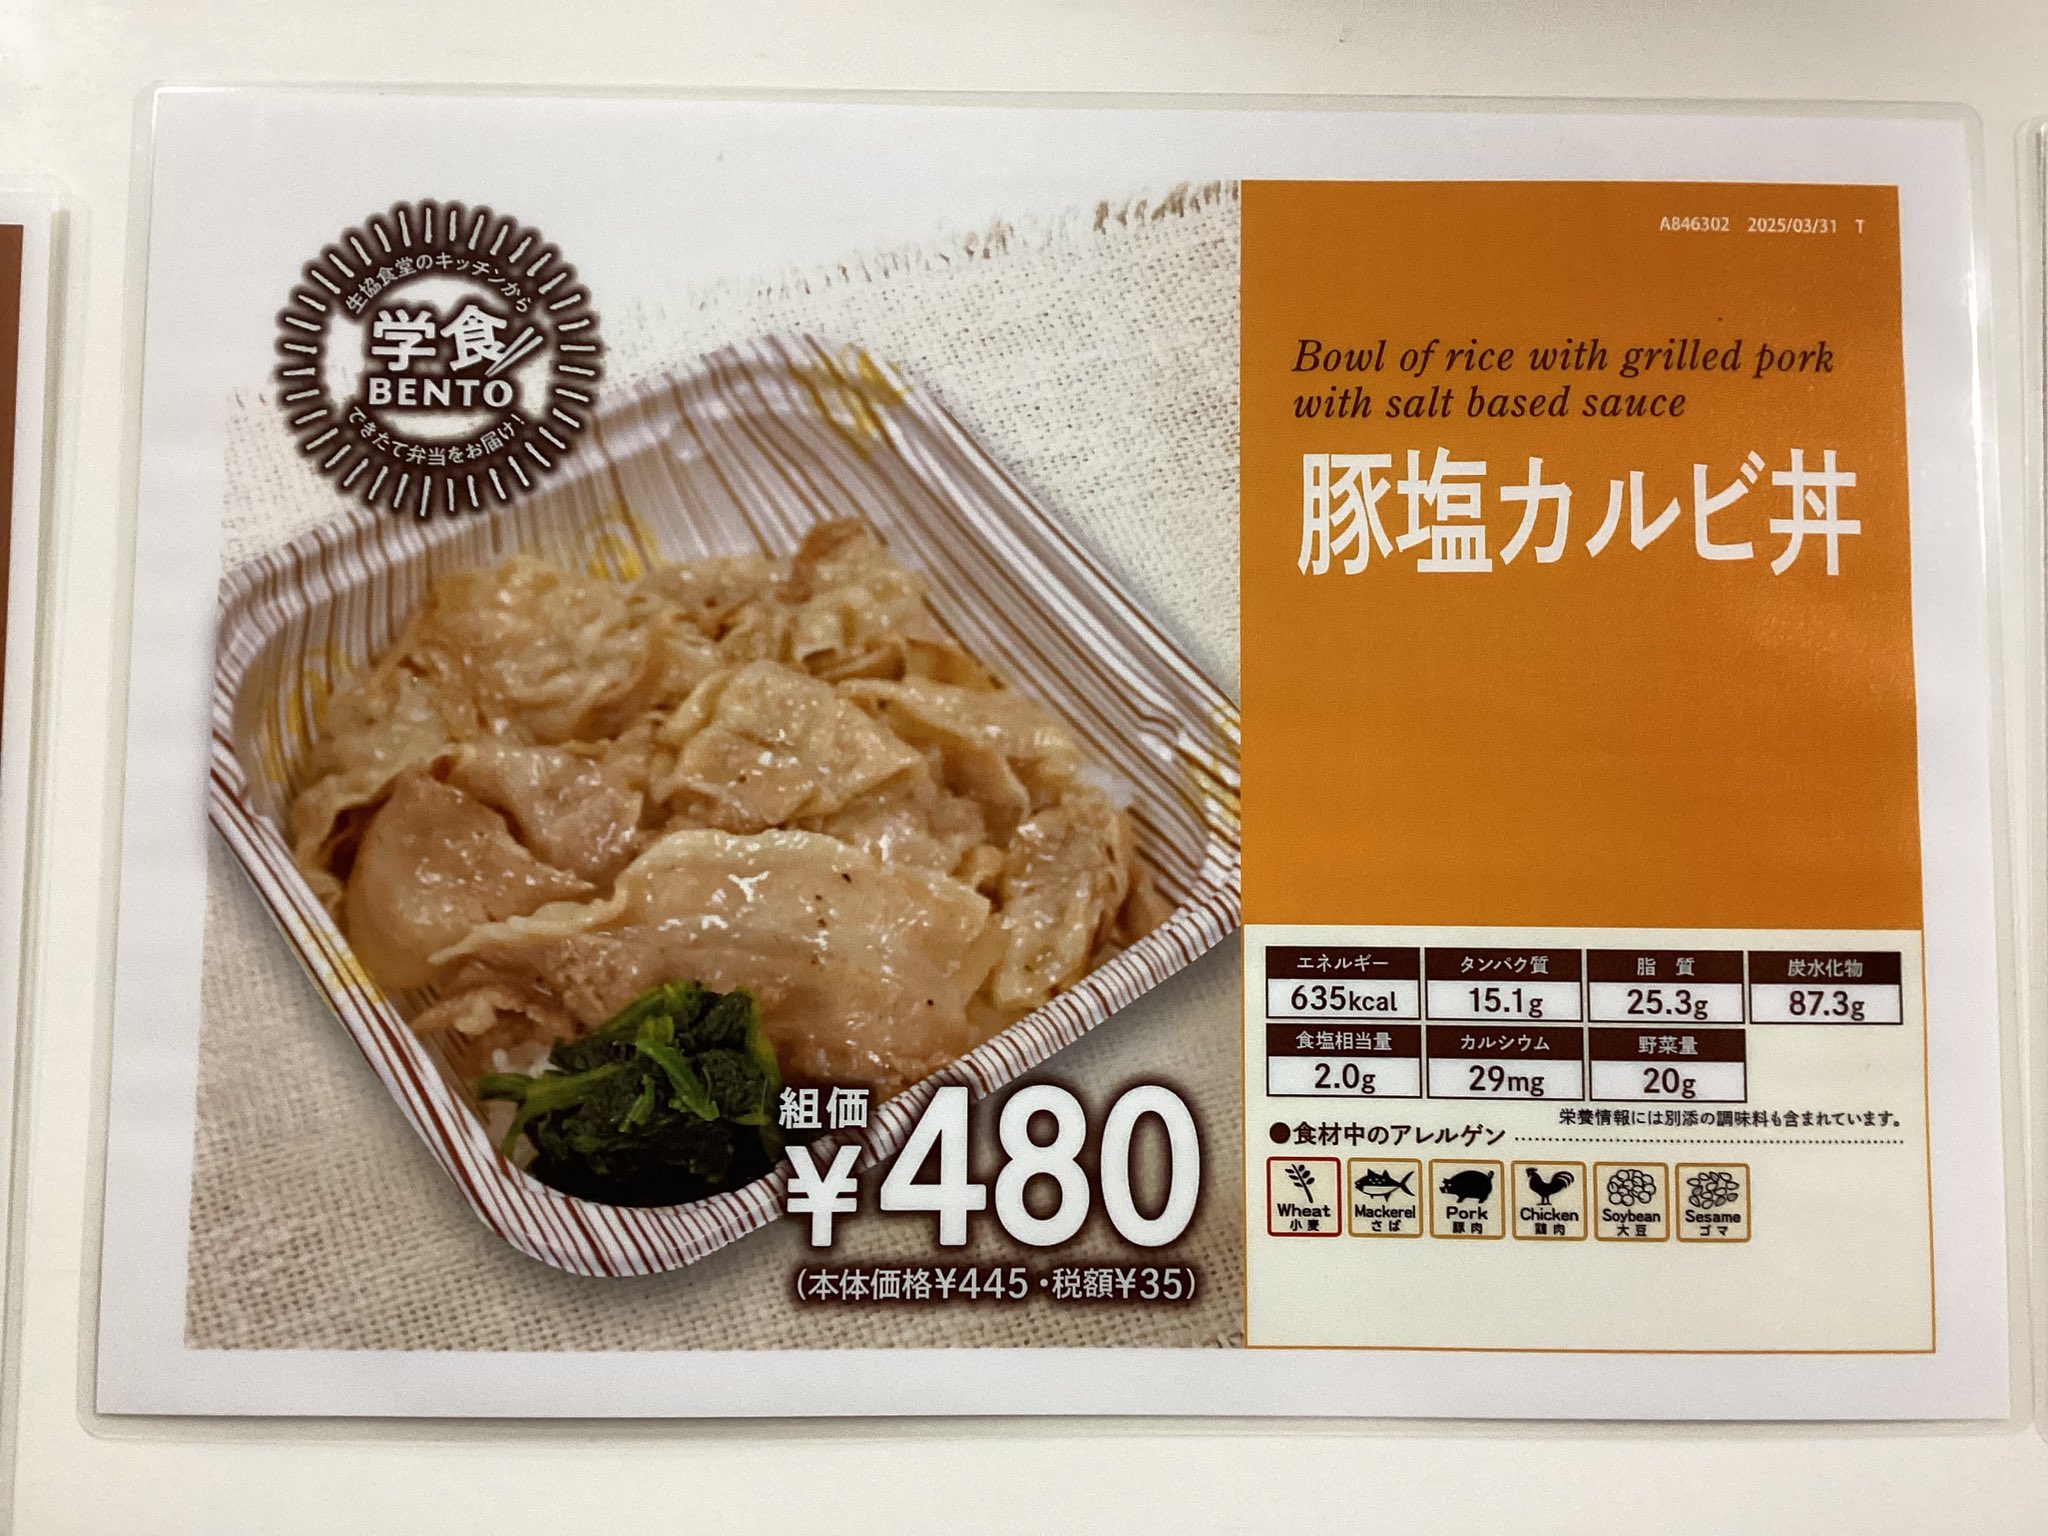 生協食堂のキッチンから
学食
BENTO
できたて弁当をお届け!
A846302 2025/03/31 T
Bowl of rice with grilled pork
with salt based sauce
豚塩カルビ丼
組価
¥480
(本体価格¥445・税額¥35)
エネルギー タンパク質 脂 質 炭水化物
635kcal 15.1g 25.3g 87.3g
食塩相当量 カルシウム 野菜量
2.0g 29mg 20g
栄養情報には別添の調味料も含まれています。
●食材中のアレルゲン
Wheat Mackerel Pork Chicken Soybean Sesame
小麦 さば 豚肉 鶏肉 大豆 ゴマ